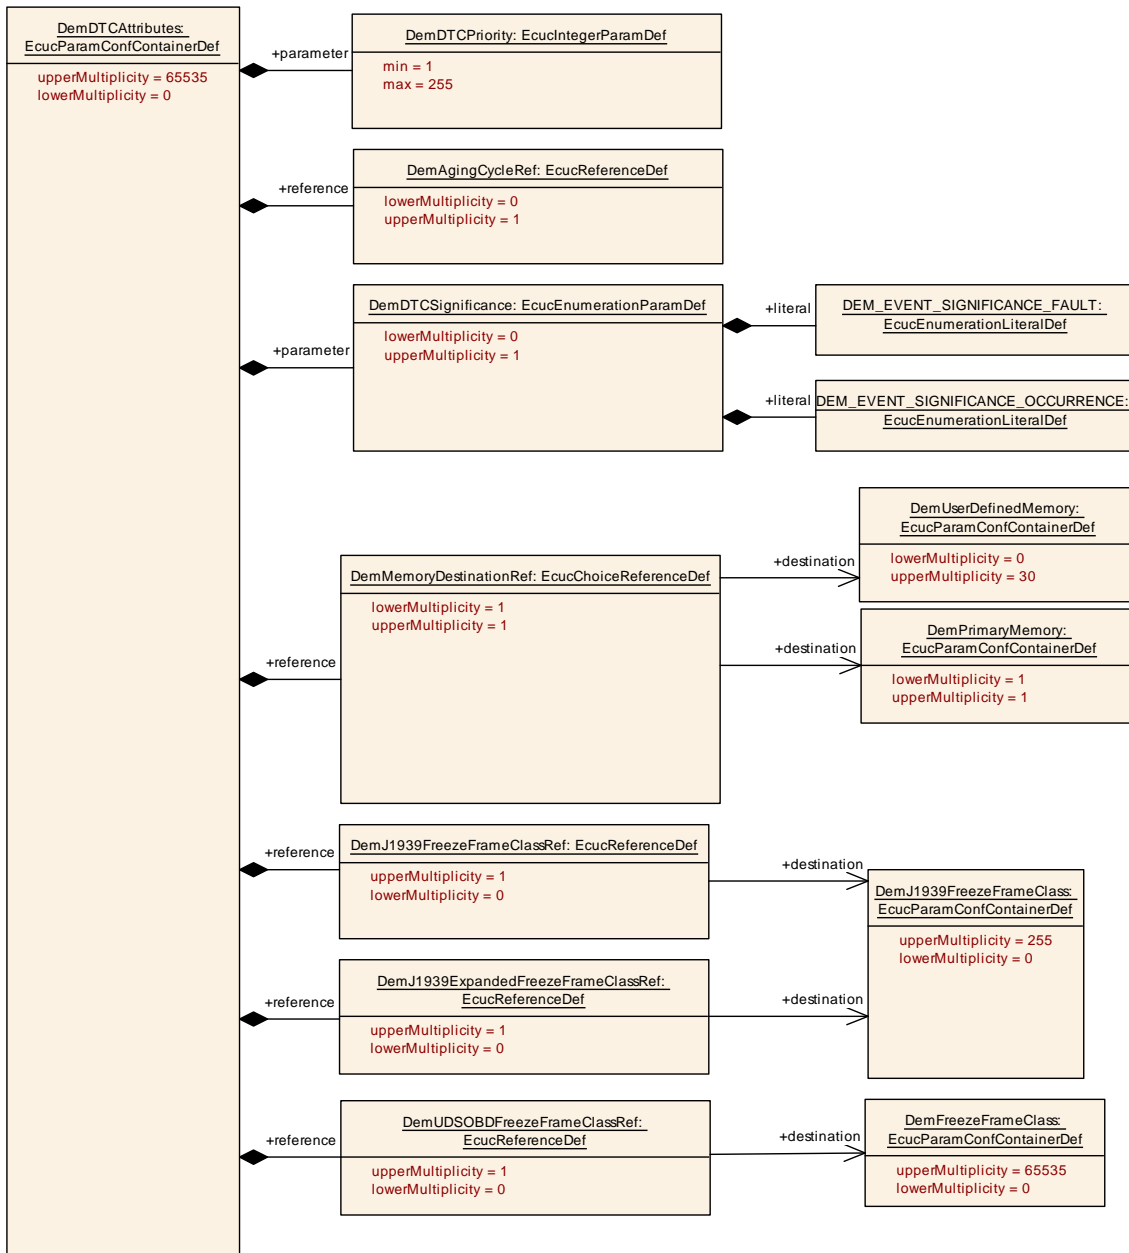 DemDTCAttributes:
EcucParamConfContainerDef
upperMultiplicity = 65535
lowerMultiplicity = 0
+parameter
DemDTCPriority: EcucIntegerParamDef
min = 1
max = 255
+reference
DemAgingCycleRef: EcucReferenceDef
lowerMultiplicity = 0
upperMultiplicity = 1
+parameter
DemDTCSignificance: EcucEnumerationParamDef
lowerMultiplicity = 0
upperMultiplicity = 1
+literal
DEM_EVENT_SIGNIFICANCE_FAULT:
EcucEnumerationLiteralDef
+literal
DEM_EVENT_SIGNIFICANCE_OCCURRENCE:
EcucEnumerationLiteralDef
+reference
DemMemoryDestinationRef: EcucChoiceReferenceDef
lowerMultiplicity = 1
upperMultiplicity = 1
+destination
DemUserDefinedMemory:
EcucParamConfContainerDef
lowerMultiplicity = 0
upperMultiplicity = 30
+destination
DemPrimaryMemory:
EcucParamConfContainerDef
lowerMultiplicity = 1
upperMultiplicity = 1
+reference
DemJ1939FreezeFrameClassRef: EcucReferenceDef
upperMultiplicity = 1
lowerMultiplicity = 0
+destination
DemJ1939FreezeFrameClass:
EcucParamConfContainerDef
upperMultiplicity = 255
lowerMultiplicity = 0
+reference
DemJ1939ExpandedFreezeFrameClassRef:
EcucReferenceDef
upperMultiplicity = 1
lowerMultiplicity = 0
+destination
+reference
DemUDSOBDFreezeFrameClassRef:
EcucReferenceDef
upperMultiplicity = 1
lowerMultiplicity = 0
+destination
DemFreezeFrameClass:
EcucParamConfContainerDef
upperMultiplicity = 65535
lowerMultiplicity = 0